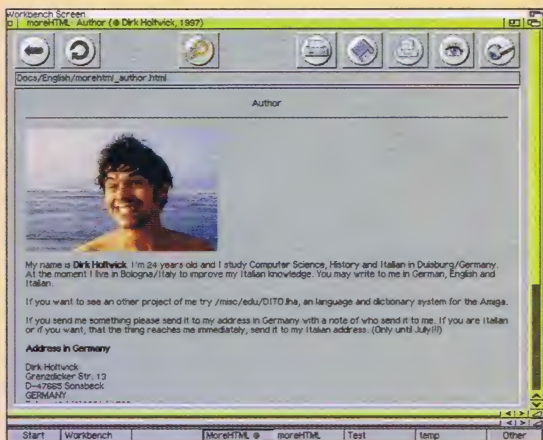 Workbench Screen
moreHTML: Author (© Dirk Holtwick, 1997)
Docs/English/morehtml_author.html
Author
My name is Dirk Holtwick. I'm 24 years old and I study Computer Science, History and Italian in Duisburg/Germany.
At the moment I live in Bologna/Italy to improve my Italian knowledge. You may write to me in German, English and
Italian.
If you want to see an other project of me try /misc/edu/DITO.lha, an language and dictionary system for the Amiga.
If you send me something please send it to my address in Germany with a note of who send it to me. If you are Italian
or if you want, that the thing reaches me immediately, send it to my Italian address. (Only until July!!!)
Address in Germany
Dirk Holtwick
Grenzdicker Str. 13
D-47665 Sonsbeck
GERMANY
Start Workbench MoreHTML moreHTML Test temp Other